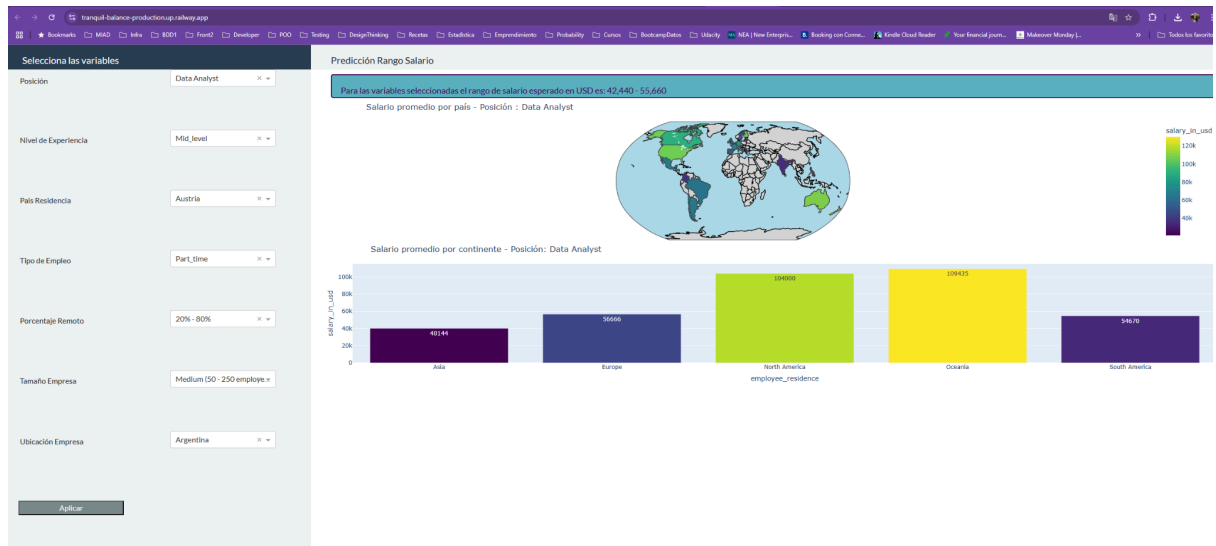 tranquil-balance-production.up.railway.app
Bookmarks MIAD Infra BDD1 Front2 Developer POO Testing DesignThinking Recetas Estadística Emprendimiento Probability Cursos BootcampDatos Udacity NEA | New Enterpris... Booking con Conne... Kindle Cloud Reader Your financial journ... Makeover Monday |... » Todos los favorito
Selecciona las variables
Posición
Data Analyst
Nivel de Experiencia
Mid_level
País Residencia
Austria
Tipo de Empleo
Part_time
Porcentaje Remoto
20% - 80%
Tamaño Empresa
Medium (50 - 250 employe
Ubicación Empresa
Argentina
Aplicar
Predicción Rango Salario
Para las variables seleccionadas el rango de salario esperado en USD es: 42,440 - 55,660
Salario promedio por país - Posición : Data Analyst
salary_in_usd
120k
100k
80k
60k
40k
Salario promedio por continente - Posición: Data Analyst
salary_in_usd
100k
80k
60k
40k
20k
0
40144
56666
104000
109435
54670
Asia
Europe
North America
Oceania
South America
employee_residence